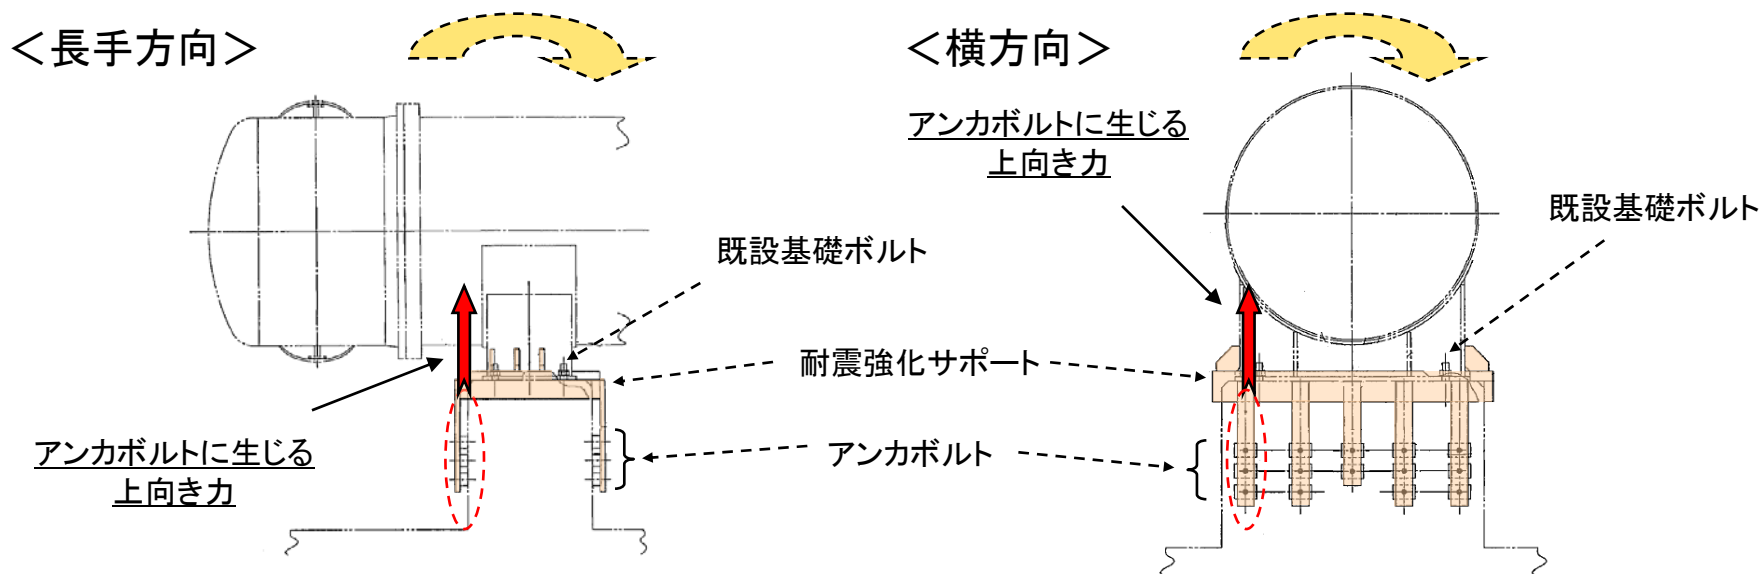 ＜長手方向＞
＜横方向＞
アンカボルトに生じる
上向き力
既設基礎ボルト
既設基礎ボルト
耐震強化サポート
アンカボルトに生じる
上向き力
アンカボルト